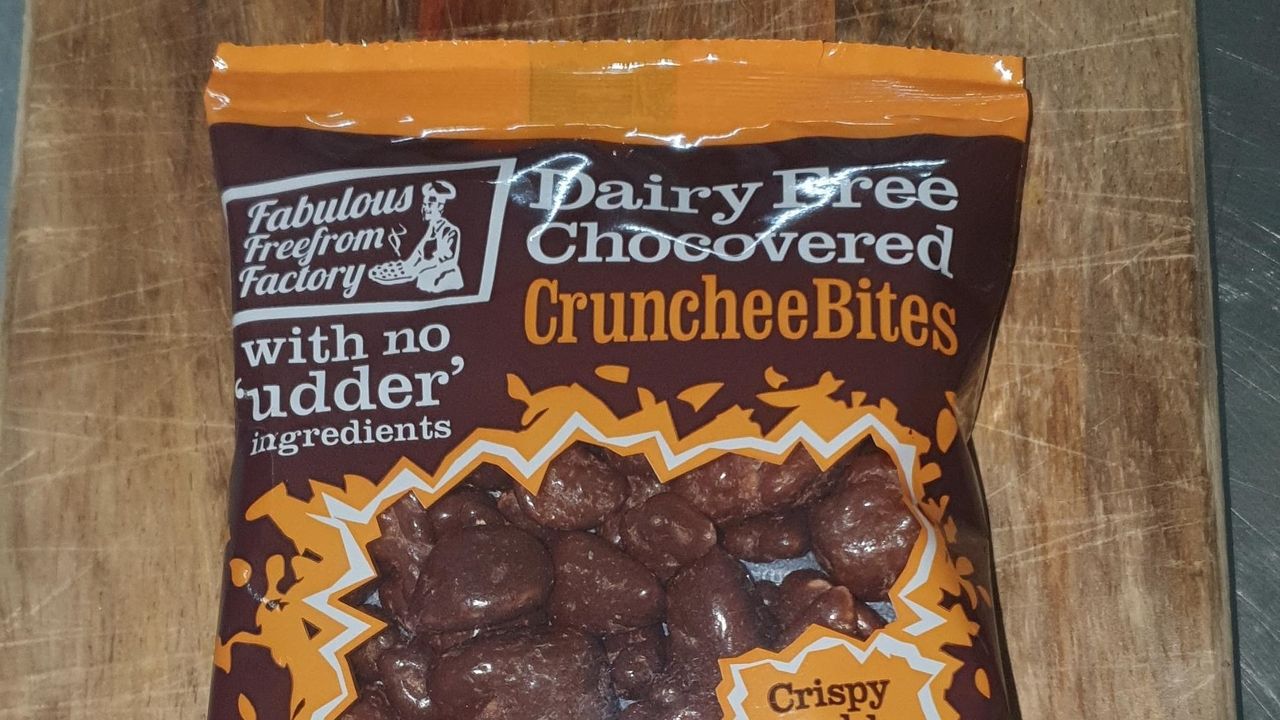 Fabulous
Freefrom
Factory
with no
‘udder’
ingredients
Dairy Free
Chocovered
CruncheeBites
Crispy